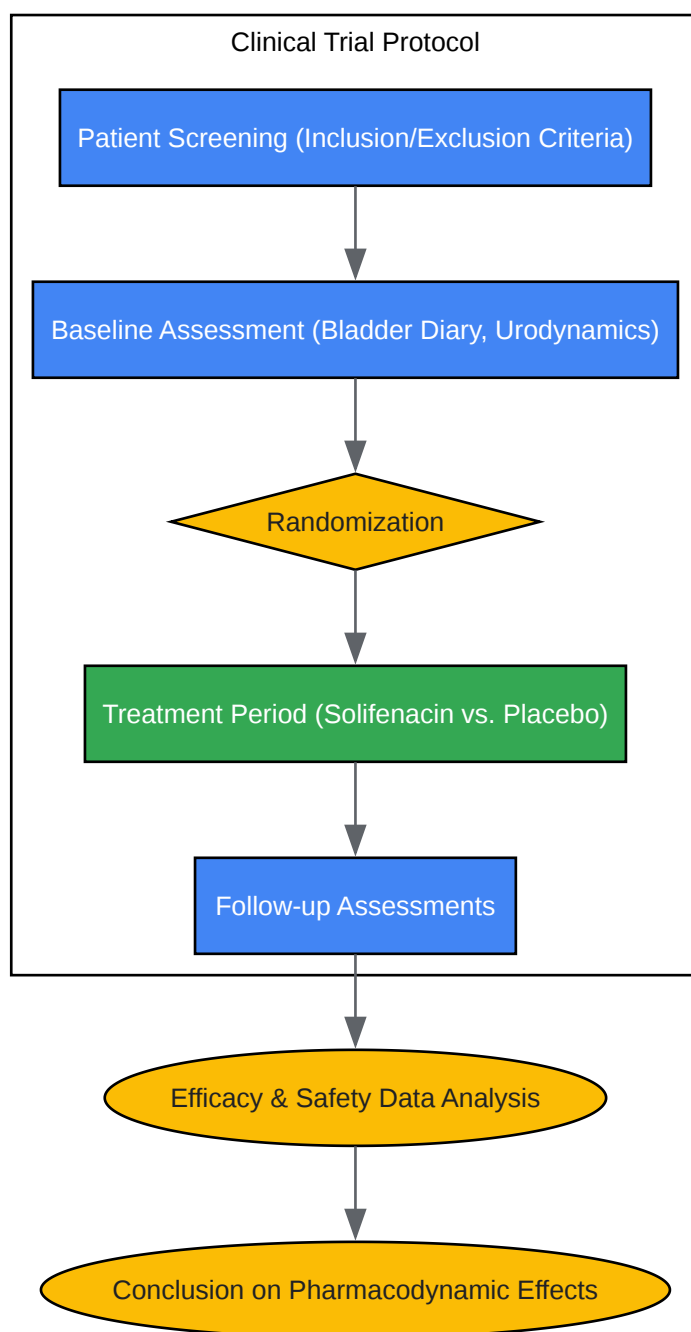 Clinical Trial Protocol
Patient Screening (Inclusion/Exclusion Criteria)
Baseline Assessment (Bladder Diary, Urodynamics)
Randomization
Treatment Period (Solifenacin vs. Placebo)
Follow-up Assessments
Efficacy & Safety Data Analysis
Conclusion on Pharmacodynamic Effects